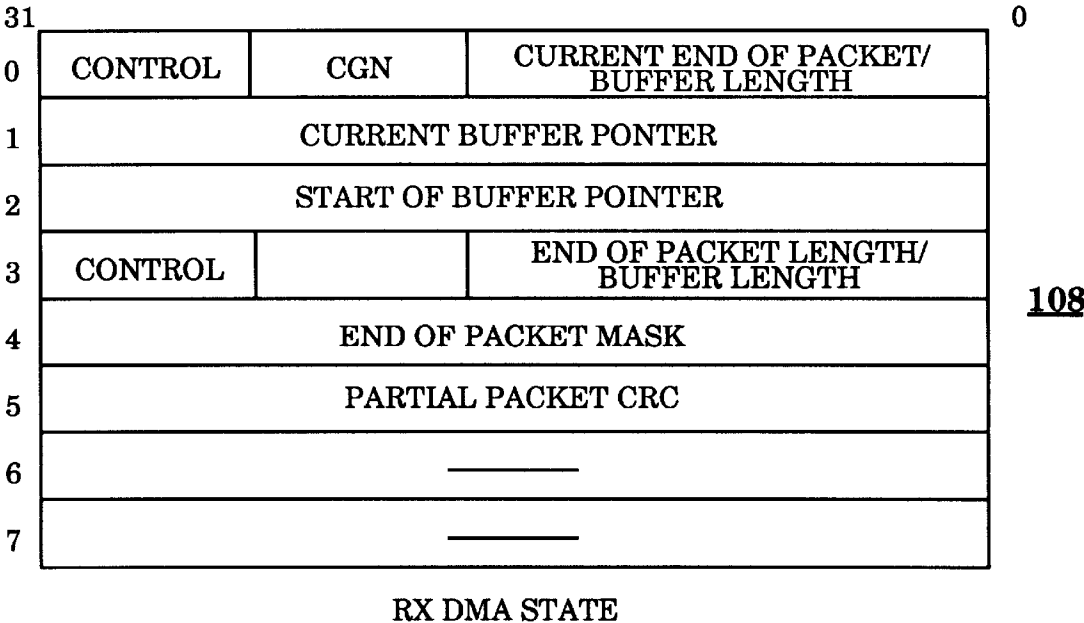 31 0
0 CONTROL CGN CURRENT END OF PACKET/
BUFFER LENGTH
1 CURRENT BUFFER PONTER
2 START OF BUFFER POINTER
3 CONTROL END OF PACKET LENGTH/
BUFFER LENGTH
108
4 END OF PACKET MASK
5 PARTIAL PACKET CRC
6
7
RX DMA STATE